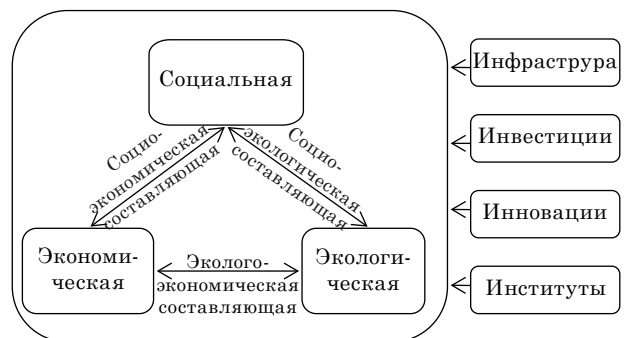 Социальная
Социо-
экономическая
составляющая
Социо-
экологическая
составляющая
Экономи-
ческая
Эколого-
экономическая
составляющая
Экологи-
ческая
Инфраструра
Инвестиции
Инновации
Институты